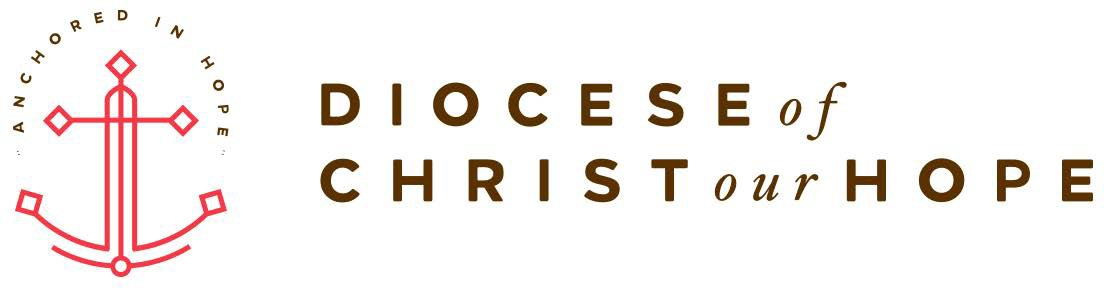 "ANCHORED IN HOPE"
DIOCESE of
CHRIST our HOPE